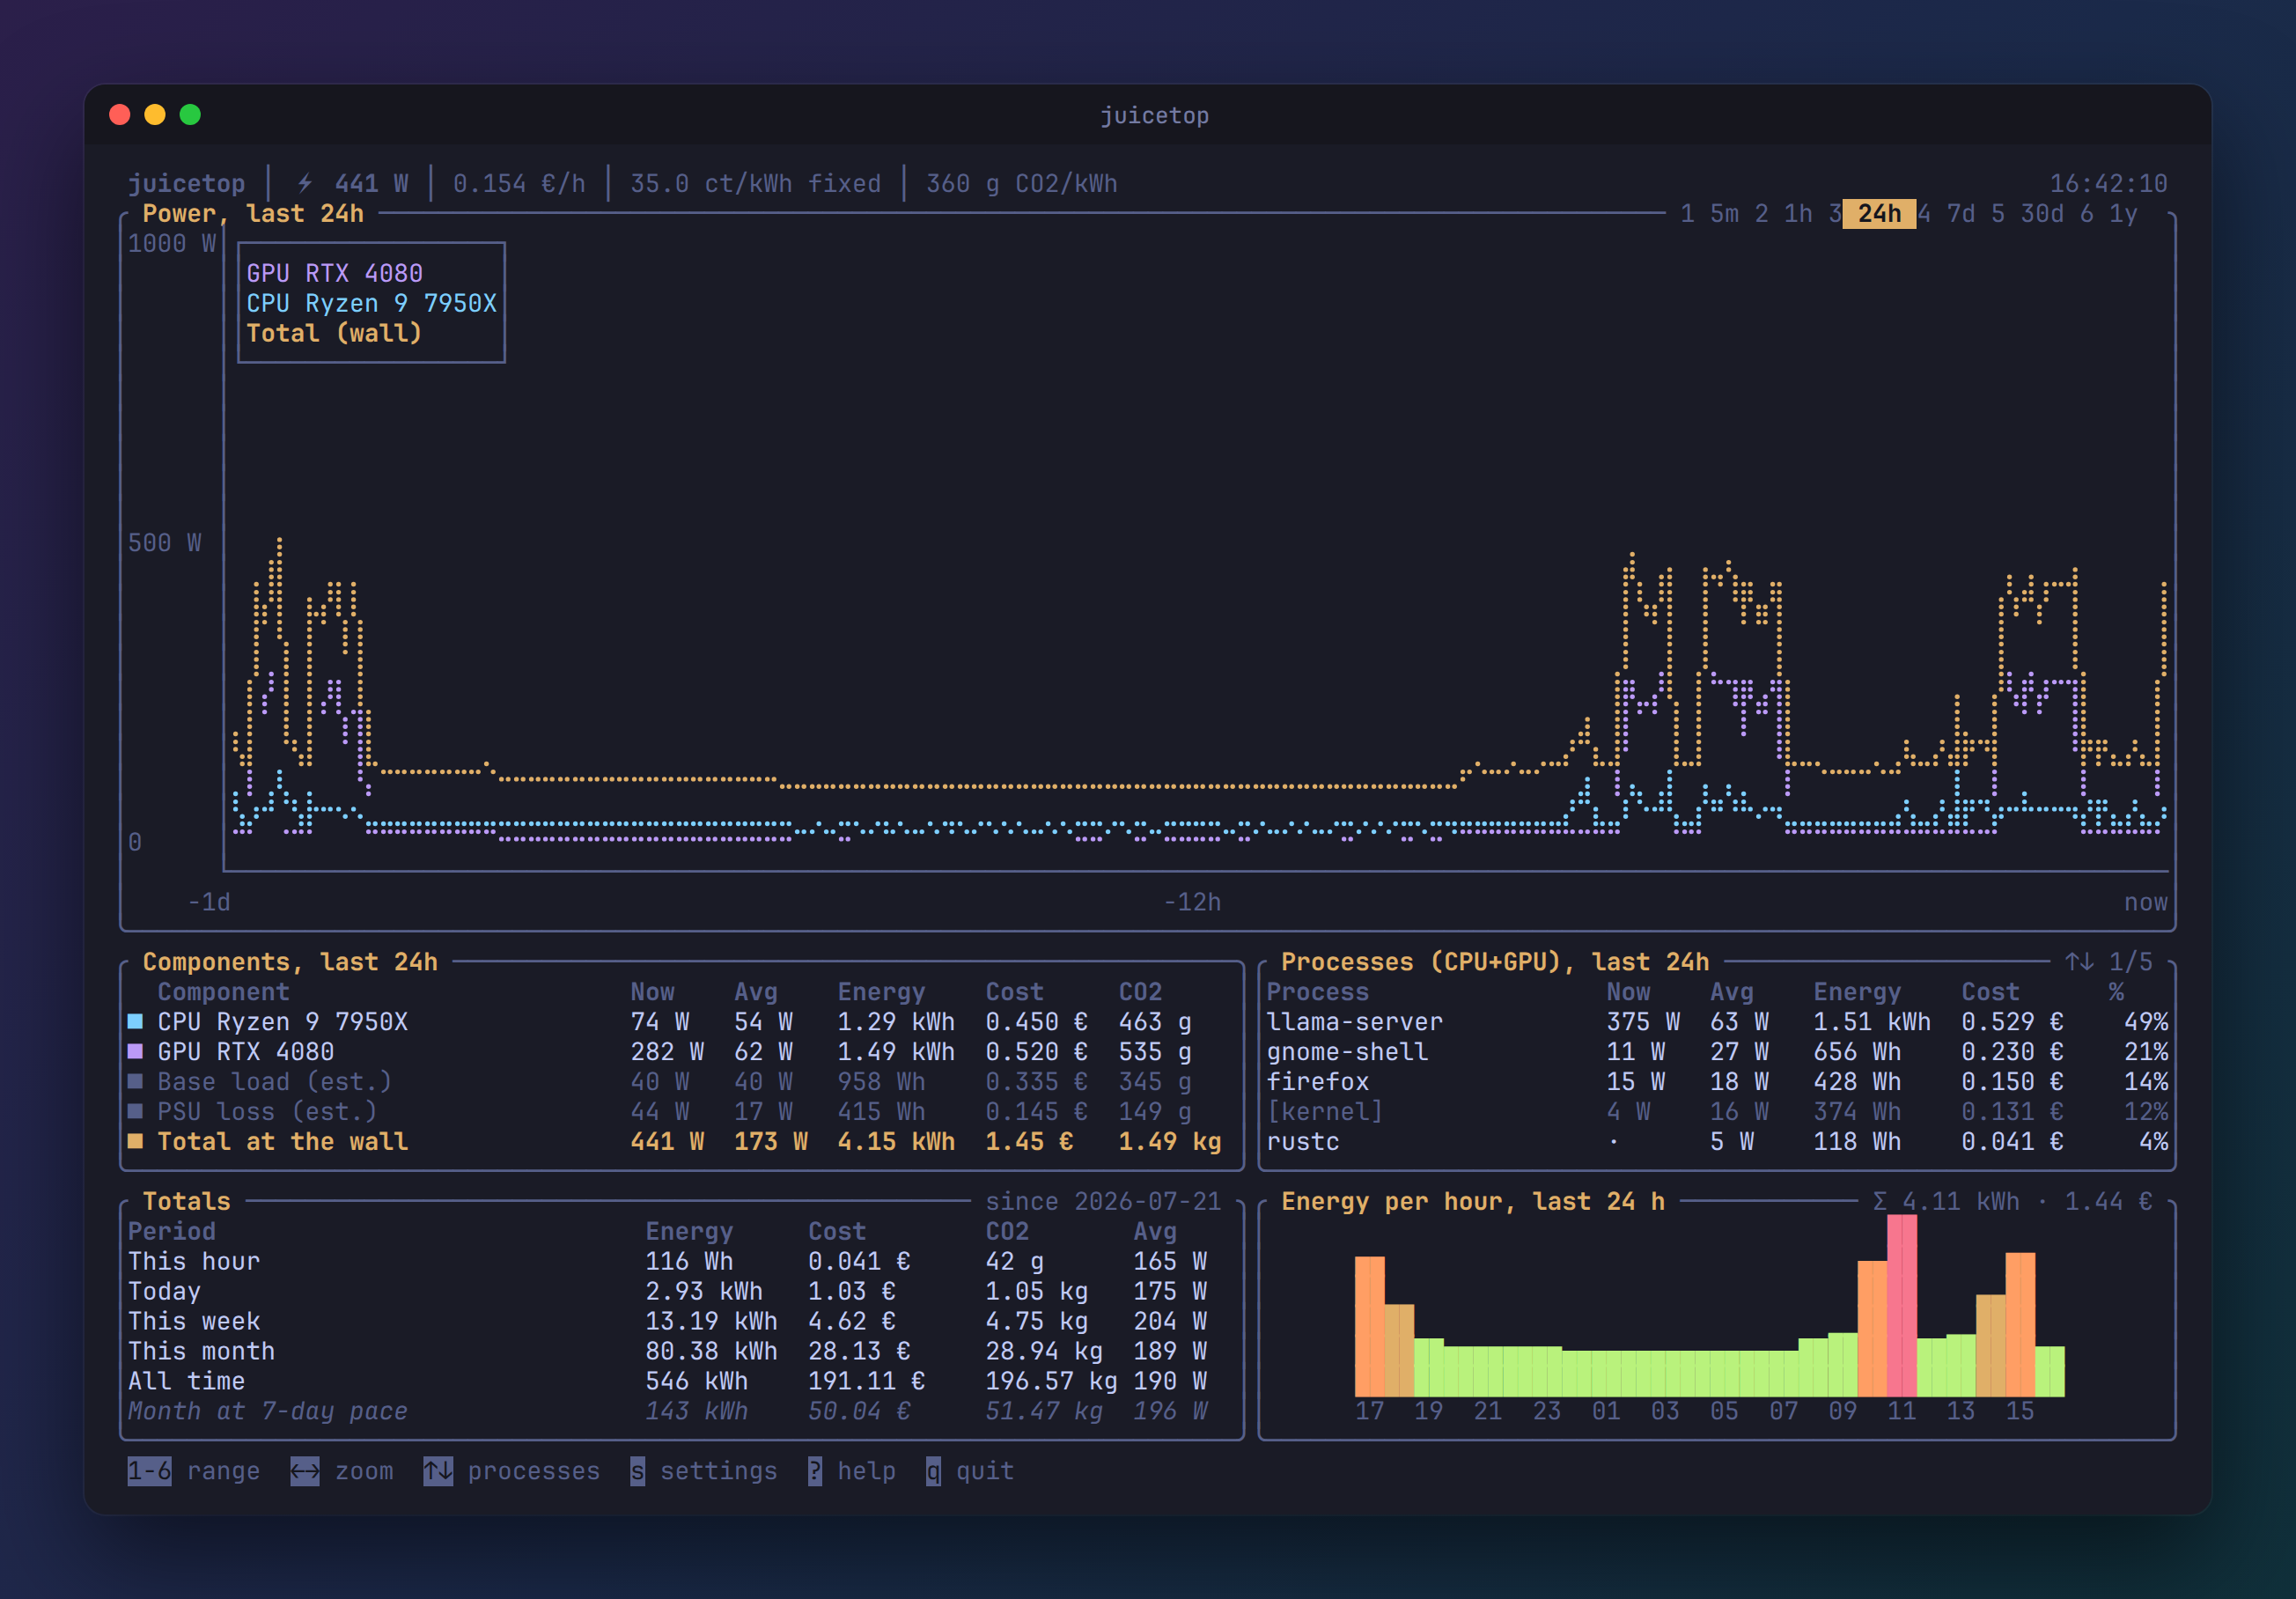 juicetop
juicetop │ ⚡ 441 W │ 0.154 €/h │ 35.0 ct/kWh fixed │ 360 g CO2/kWh 16:42:10
Power, last 24h 1 5m 2 1h 3 24h 4 7d 5 30d 6 1y
1000 W
GPU RTX 4080
CPU Ryzen 9 7950X
Total (wall)
500 W
0
-1d -12h now
Components, last 24h
Component Now Avg Energy Cost CO2
CPU Ryzen 9 7950X 74 W 54 W 1.29 kWh 0.450 € 463 g
GPU RTX 4080 282 W 62 W 1.49 kWh 0.520 € 535 g
Base load (est.) 40 W 40 W 958 Wh 0.335 € 345 g
PSU loss (est.) 44 W 17 W 415 Wh 0.145 € 149 g
Total at the wall 441 W 173 W 4.15 kWh 1.45 € 1.49 kg
Processes (CPU+GPU), last 24h ↑↓ 1/5
Process Now Avg Energy Cost %
llama-server 375 W 63 W 1.51 kWh 0.529 € 49%
gnome-shell 11 W 27 W 656 Wh 0.230 € 21%
firefox 15 W 18 W 428 Wh 0.150 € 14%
[kernel] 4 W 16 W 374 Wh 0.131 € 12%
rustc · 5 W 118 Wh 0.041 € 4%
Totals since 2026-07-21
Period Energy Cost CO2 Avg
This hour 116 Wh 0.041 € 42 g 165 W
Today 2.93 kWh 1.03 € 1.05 kg 175 W
This week 13.19 kWh 4.62 € 4.75 kg 204 W
This month 80.38 kWh 28.13 € 28.94 kg 189 W
All time 546 kWh 191.11 € 196.57 kg 190 W
Month at 7-day pace 143 kWh 50.04 € 51.47 kg 196 W
Energy per hour, last 24 h Σ 4.11 kWh · 1.44 €
17 19 21 23 01 03 05 07 09 11 13 15
1-6 range ←→ zoom ↑↓ processes s settings ? help q quit